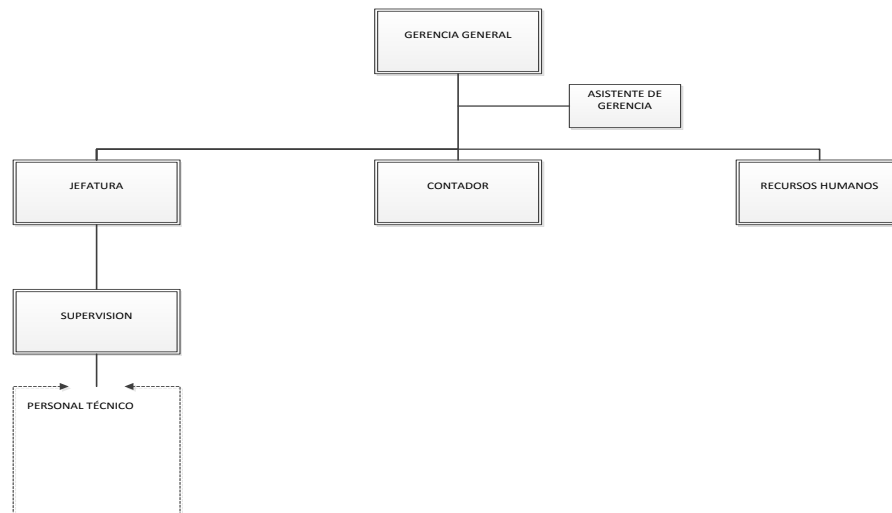 GERENCIA GENERAL
ASISTENTE DE
GERENCIA
JEFATURA
CONTADOR
RECURSOS HUMANOS
SUPERVISION
PERSONAL TÉCNICO